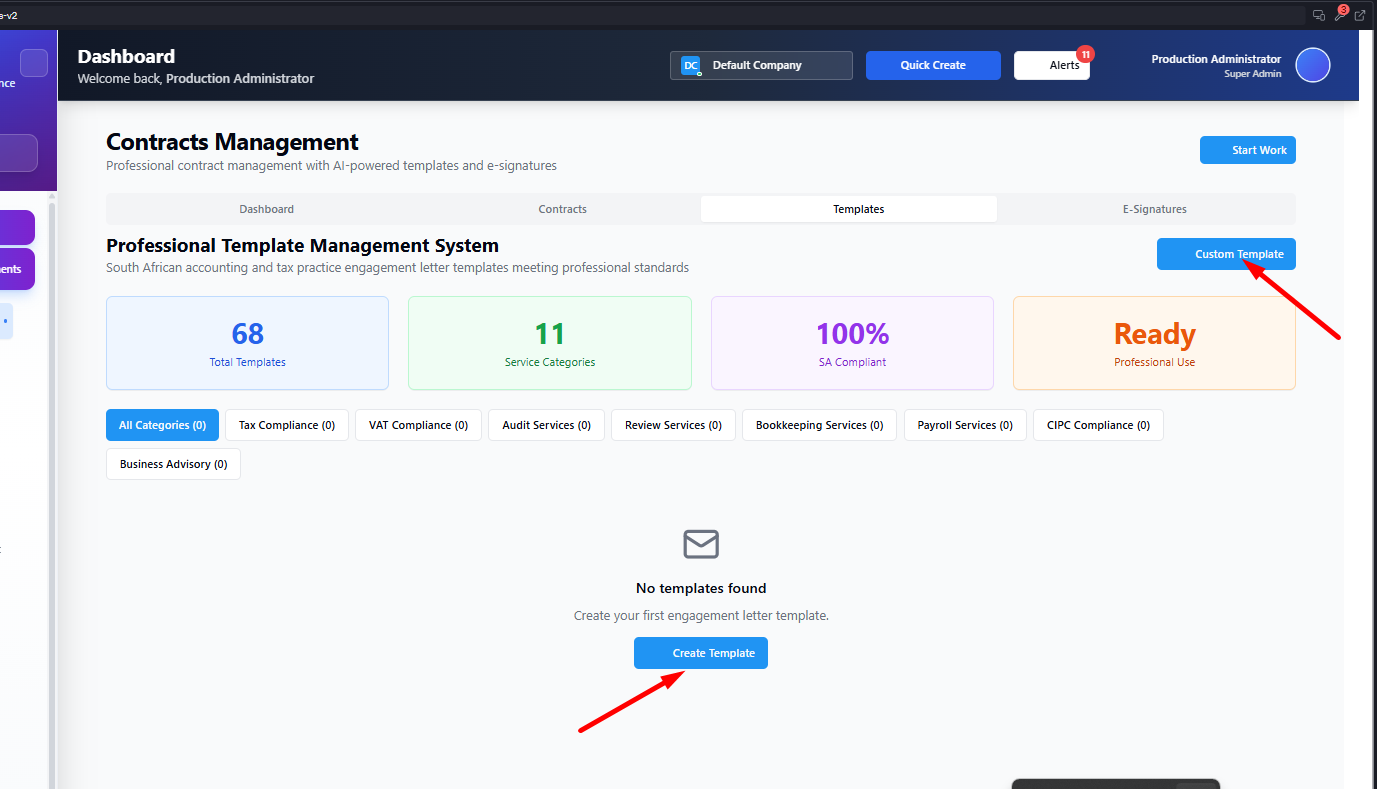 s-v2
3
Dashboard
Welcome back, Production Administrator
DC Default Company
Quick Create
Alerts
11
Production Administrator
Super Admin
nce
Contracts Management
Professional contract management with AI-powered templates and e-signatures
Start Work
Dashboard Contracts Templates E-Signatures
Professional Template Management System
South African accounting and tax practice engagement letter templates meeting professional standards
Custom Template
ents
68
Total Templates
11
Service Categories
100%
SA Compliant
Ready
Professional Use
All Categories (0) Tax Compliance (0) VAT Compliance (0) Audit Services (0) Review Services (0) Bookkeeping Services (0) Payroll Services (0) CIPC Compliance (0)
Business Advisory (0)
No templates found
Create your first engagement letter template.
Create Template